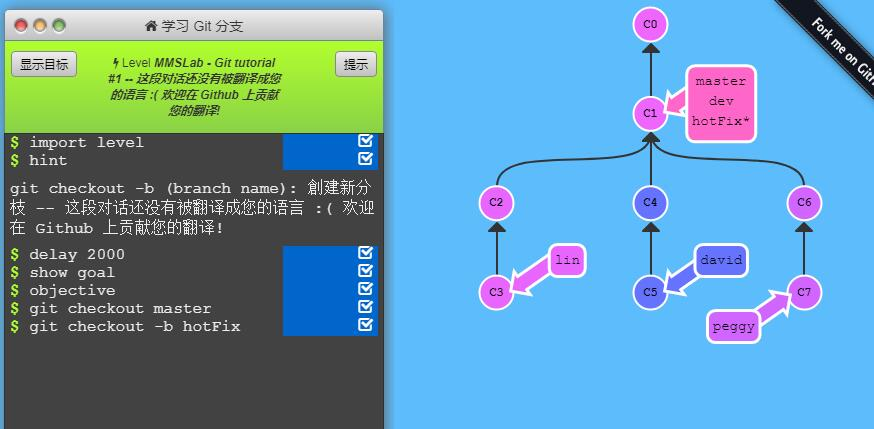 学习 Git 分支
显示目标
Level MMSLab - Git tutorial
#1 -- 这段对话还没有被翻译成您
的语言 :( 欢迎在 Github 上贡献
您的翻译!
提示
$ import level
$ hint
git checkout -b (branch name): 創建新分
枝 -- 这段对话还没有被翻译成您的语言 :( 欢迎
在 Github 上贡献您的翻译!
$ delay 2000
$ show goal
$ objective
$ git checkout master
$ git checkout -b hotFix
C0
C1
master
dev
hotFix*
C2
C4
C6
C3
lin
C5
david
C7
peggy
Fork me on